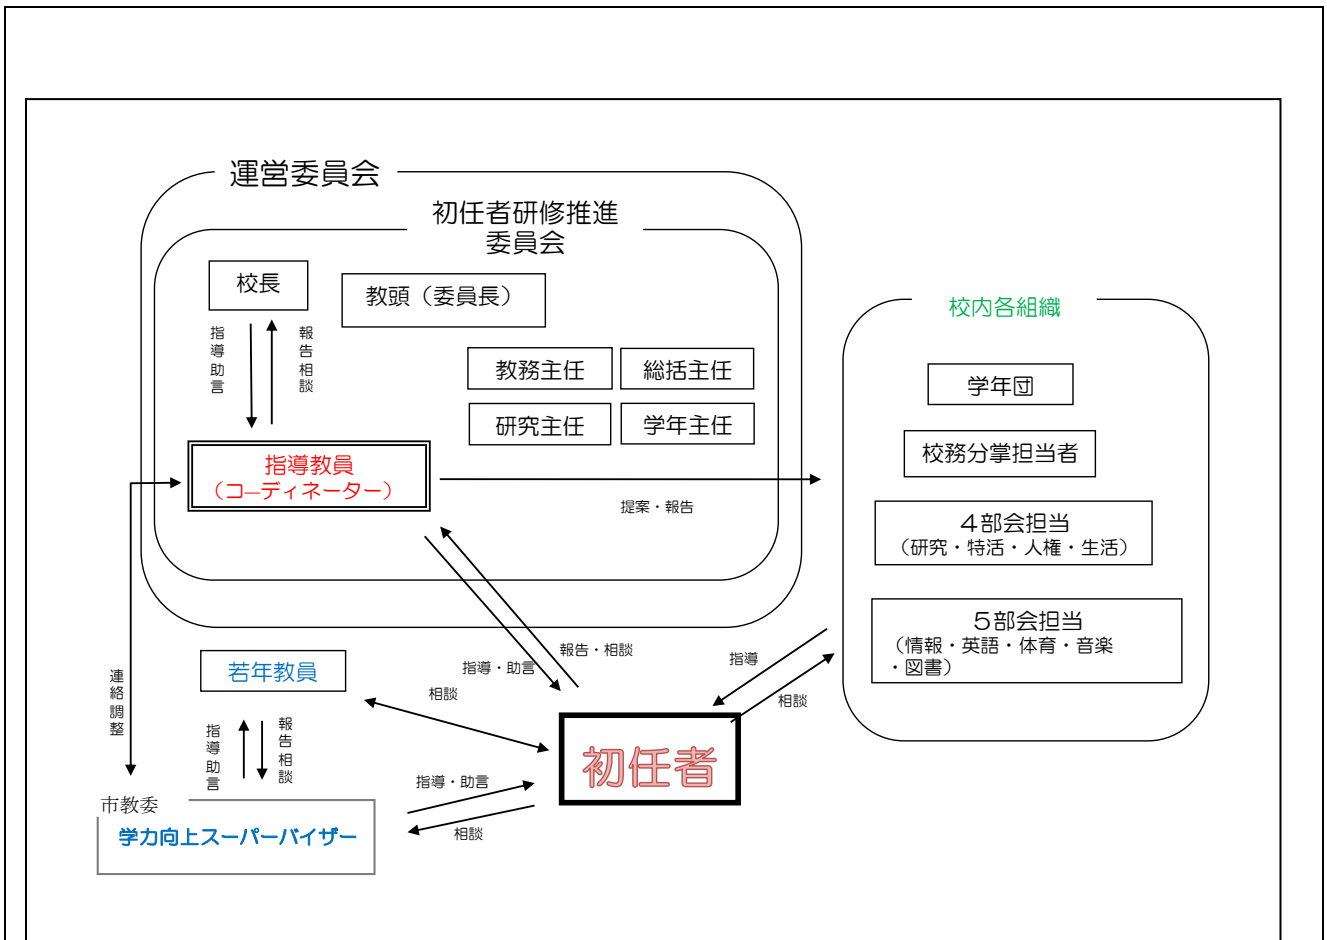 運営委員会
初任者研修推進
委員会
校長
教頭（委員長）
指導助言
報告相談
教務主任
総括主任
研究主任
学年主任
指導教員
（コーディネーター）
提案・報告
校内各組織
学年団
校務分掌担当者
４部会担当
（研究・特活・人権・生活）
５部会担当
（情報・英語・体育・音楽
・図書）
報告・相談
指導・助言
指導
相談
若年教員
相談
連絡調整
指導助言
報告相談
初任者
指導・助言
相談
市教委
学力向上スーパーバイザー